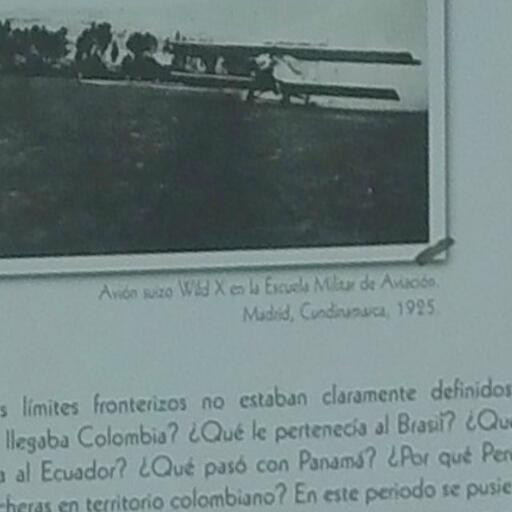 Avión suizo Wild X en la Escuela Militar de Aviación.
Madrid, Cundinamarca, 1925.
s límites fronterizos no estaban claramente definidos
llegaba Colombia? ¿Qué le pertenecía al Brasil? ¿Qué
a al Ecuador? ¿Qué pasó con Panamá? ¿Por qué Per
cheras en territorio colombiano? En este periodo se pusie